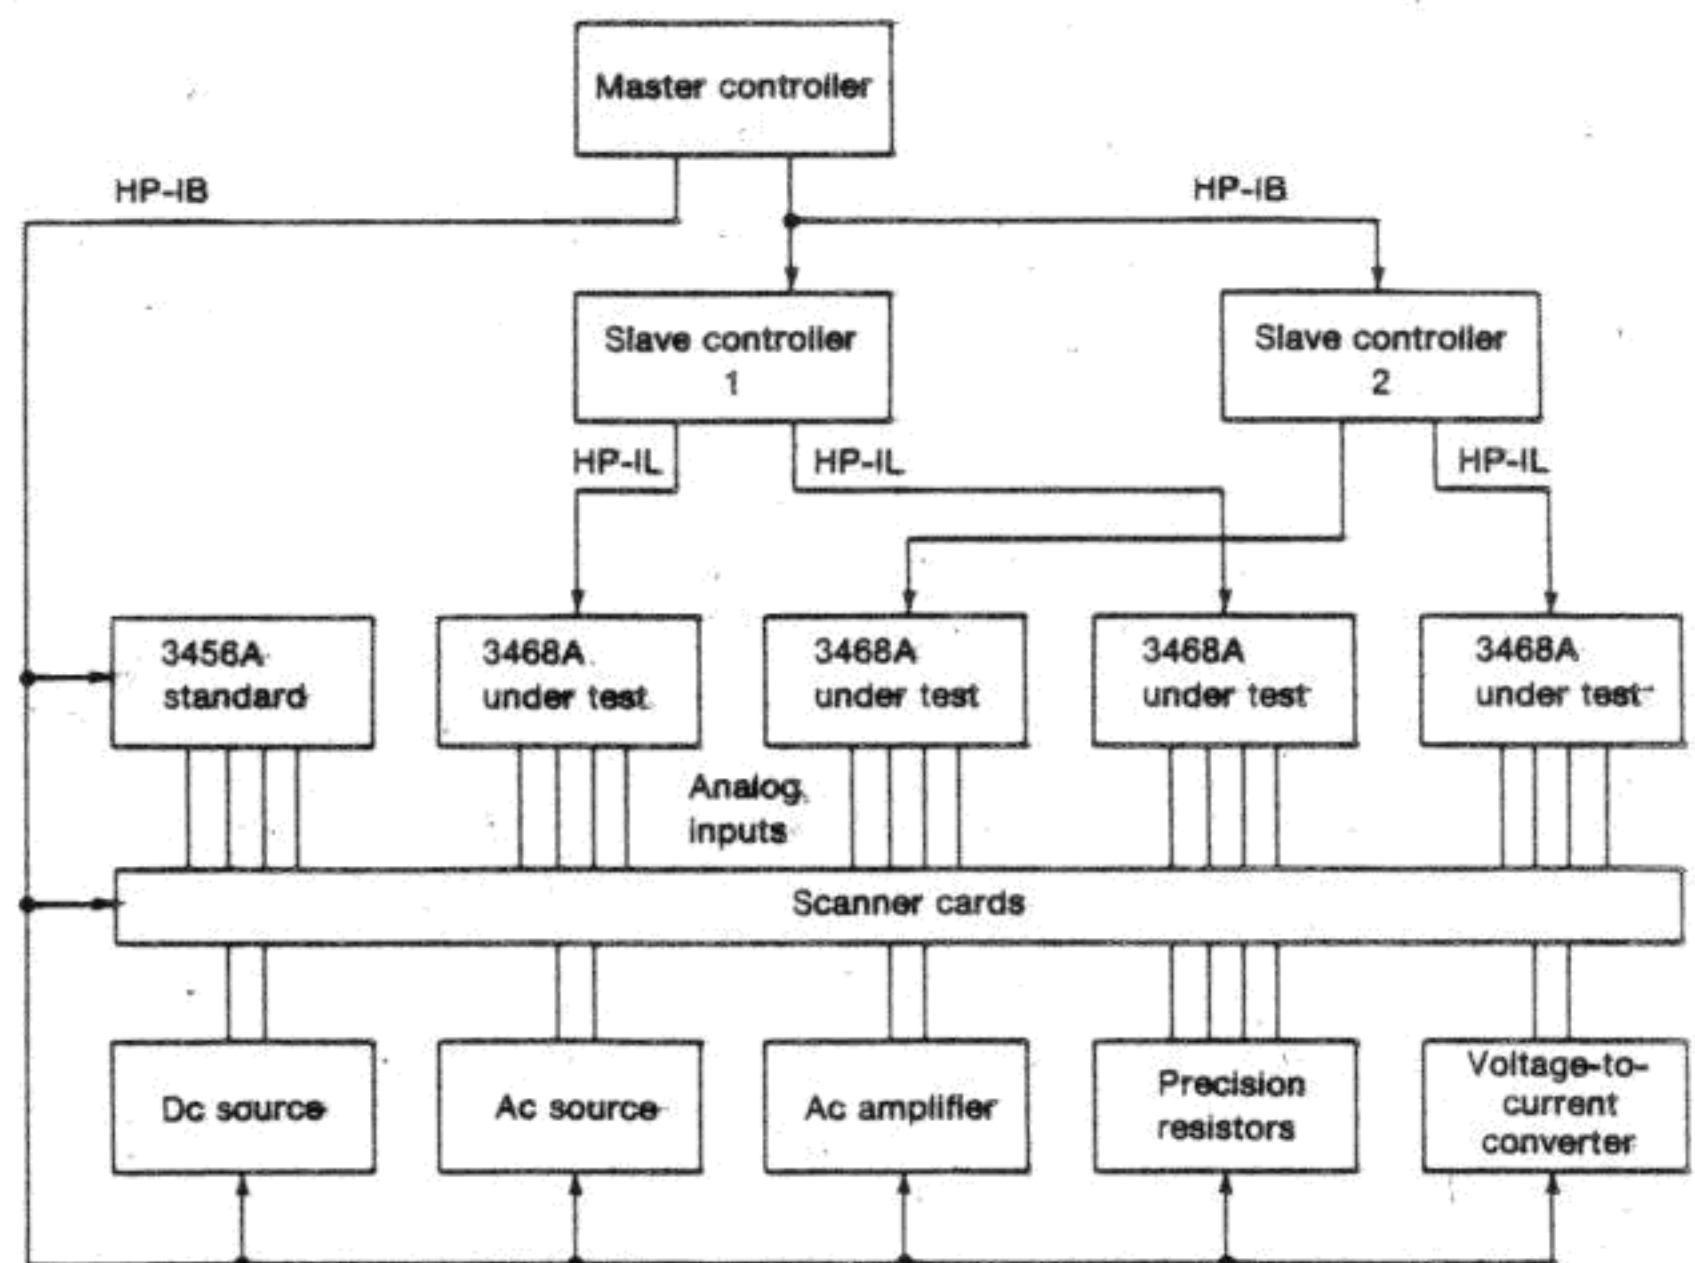 Master controller
HP-IB
HP-IB
Slave controller
1
Slave controller
2
HP-IL
HP-IL
HP-IL
3456A
standard
3468A
under test
3468A
under test
3468A
under test
3468A
under test
Analog
inputs
Scanner cards
Dc source
Ac source
Ac amplifier
Precision
resistors
Voltage-to-
current
converter